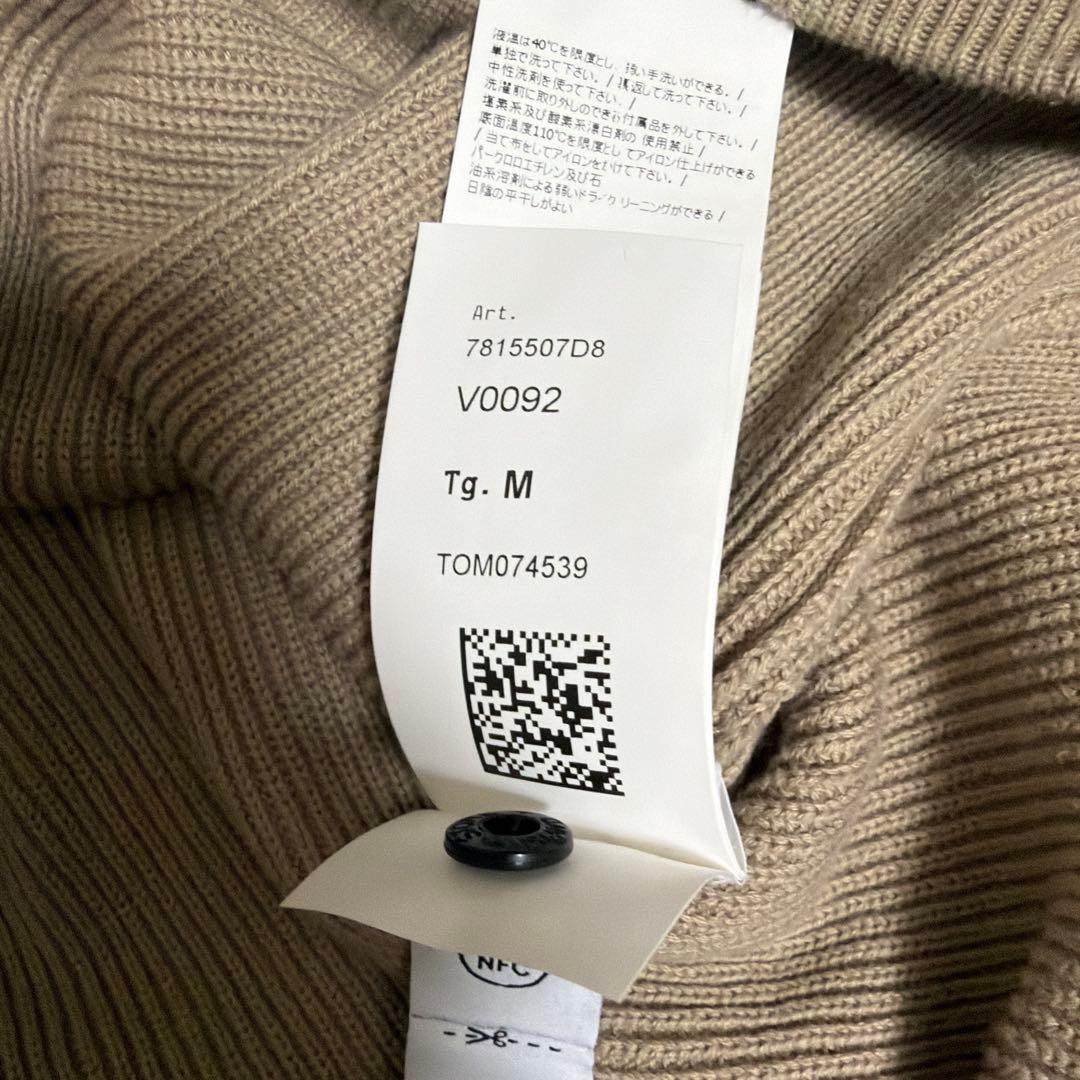 液温は40℃を限度とし、弱い手洗いができる。/
単独で洗って下さい。/ 裏返して洗って下さい。/
中性洗剤を使って下さい。/
洗濯前に取り外しのできる付属品を外して下さい。/
塩素系及び酸素系漂白剤の 使用禁止 /
底面温度110℃を限度とし てアイロン仕上げができる
/ 当て布をしてアイロンをかけて下さい。/
パークロロエチレン及び石
油系溶剤による弱いドライクリーニングができる /
日陰の平干しがよい
Art.
7815507D8
V0092
Tg. M
TOM074539
NFC